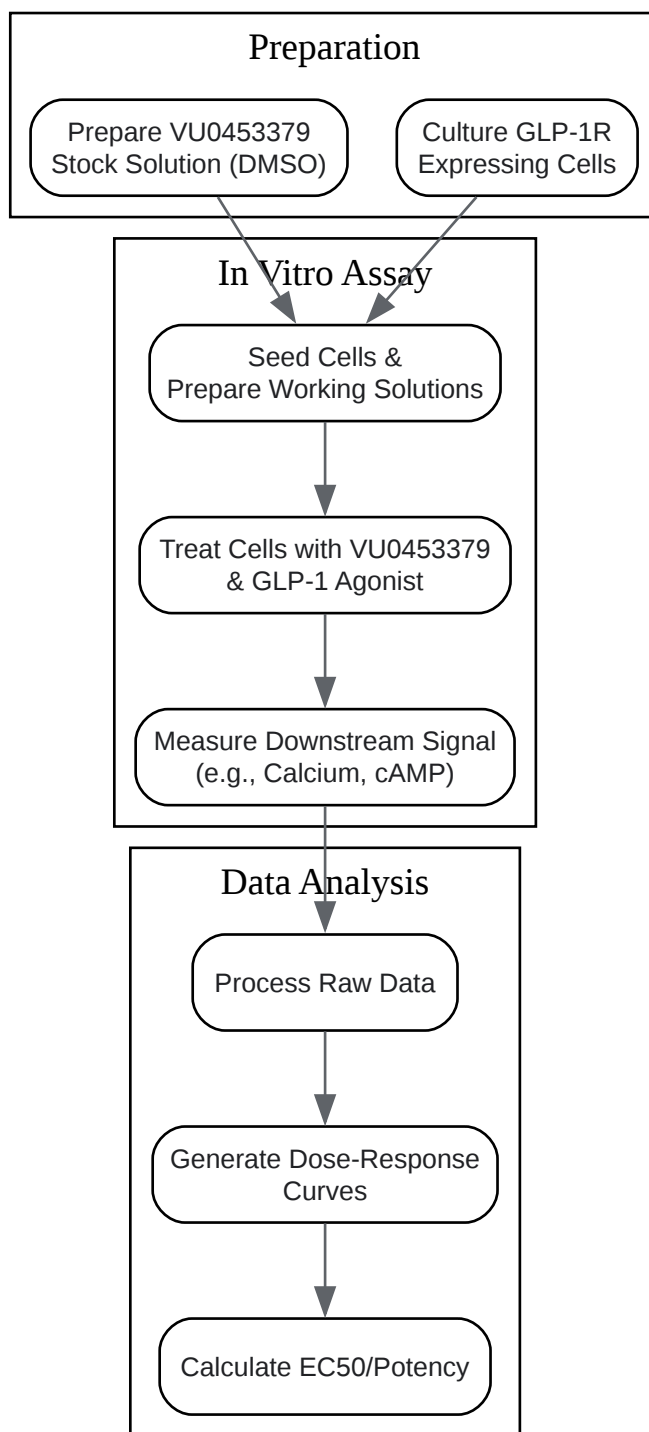 Preparation
Prepare VU0453379
Stock Solution (DMSO)
Culture GLP-1R
Expressing Cells
In Vitro Assay
Seed Cells &
Prepare Working Solutions
Treat Cells with VU0453379
& GLP-1 Agonist
Measure Downstream Signal
(e.g., Calcium, cAMP)
Data Analysis
Process Raw Data
Generate Dose-Response
Curves
Calculate EC50/Potency